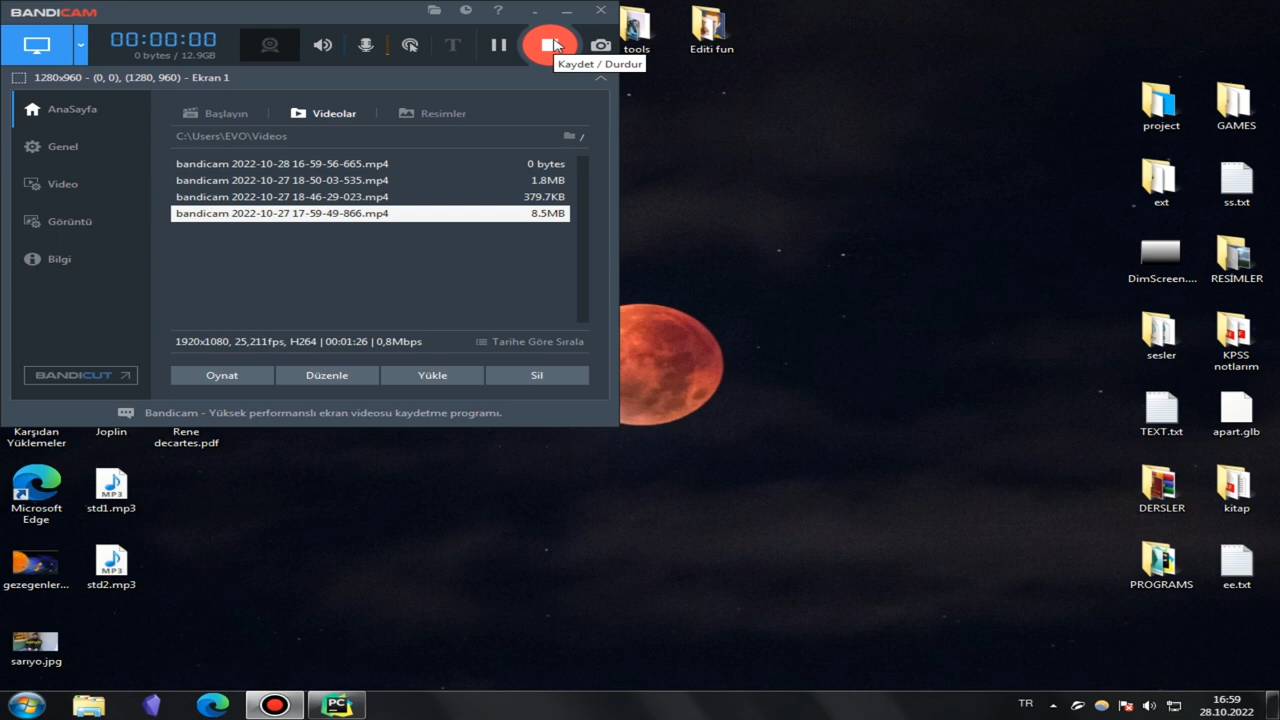 BANDICAM
?
00:00:00
0 bytes / 12.9GB
T
Kaydet / Durdur
1280x960 - (0, 0), (1280, 960) - Ekran 1
AnaSayfa
Genel
Video
Görüntü
Bilgi
BANDICUT
Başlayın
Videolar
Resimler
C:\Users\EVO\Videos
/
bandicam 2022-10-28 16-59-56-665.mp4 0 bytes
bandicam 2022-10-27 18-50-03-535.mp4 1.8MB
bandicam 2022-10-27 18-46-29-023.mp4 379.7KB
bandicam 2022-10-27 17-59-49-866.mp4 8.5MB
1920x1080, 25,211fps, H264 | 00:01:26 | 0,8Mbps
Tarihe Göre Sırala
Oynat
Düzenle
Yükle
Sil
Bandicam - Yüksek performanslı ekran videosu kaydetme programı.
tools
Editi fun
project
GAMES
ext
ss.txt
DimScreen....
RESİMLER
sesler
KPSS
notlarım
TEXT.txt
apart.glb
DERSLER
kitap
PROGRAMS
ee.txt
Karşıdan
Yüklemeler
Joplin
Rene
decartes.pdf
Microsoft
Edge
MP3
std1.mp3
gezegenler...
MP3
std2.mp3
sarıyo.jpg
PC
TR
16:59
28.10.2022